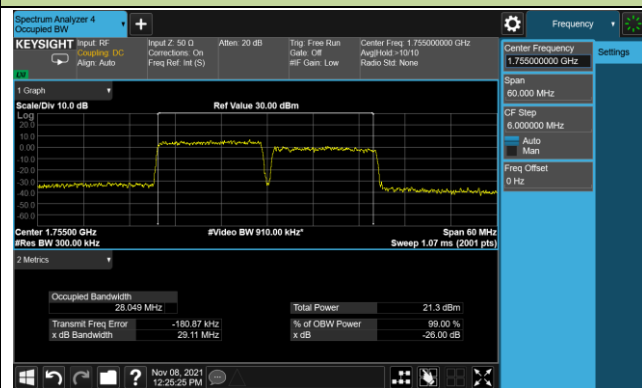 Spectrum Analyzer 4
Occupied BW
Frequency
KEYSIGHT
Input: RF
Coupling: DC
Align: Auto
Input Z: 50 Ω
Corrections: On
Freq Ref: Int (S)
Atten: 20 dB
Trig: Free Run
Gate: Off
#IF Gain: Low
Center Freq: 1.755000000 GHz
Avg|Hold:>10/10
Radio Std: None
Center Frequency
1.755000000 GHz
Settings
Span
60.000 MHz
CF Step
6.000000 MHz
Auto
Man
Freq Offset
0 Hz
1 Graph
Scale/Div 10.0 dB
Ref Value 30.00 dBm
Log
20.0
10.0
0.00
-10.0
-20.0
-30.0
-40.0
-50.0
-60.0
Center 1.75500 GHz
#Video BW 910.00 kHz*
Span 60 MHz
#Res BW 300.00 kHz
Sweep 1.07 ms (2001 pts)
2 Metrics
Occupied Bandwidth
28.049 MHz
Total Power 21.3 dBm
Transmit Freq Error -180.87 kHz
% of OBW Power 99.00 %
x dB Bandwidth 29.11 MHz
x dB -26.00 dB
Nov 08, 2021
12:25:25 PM